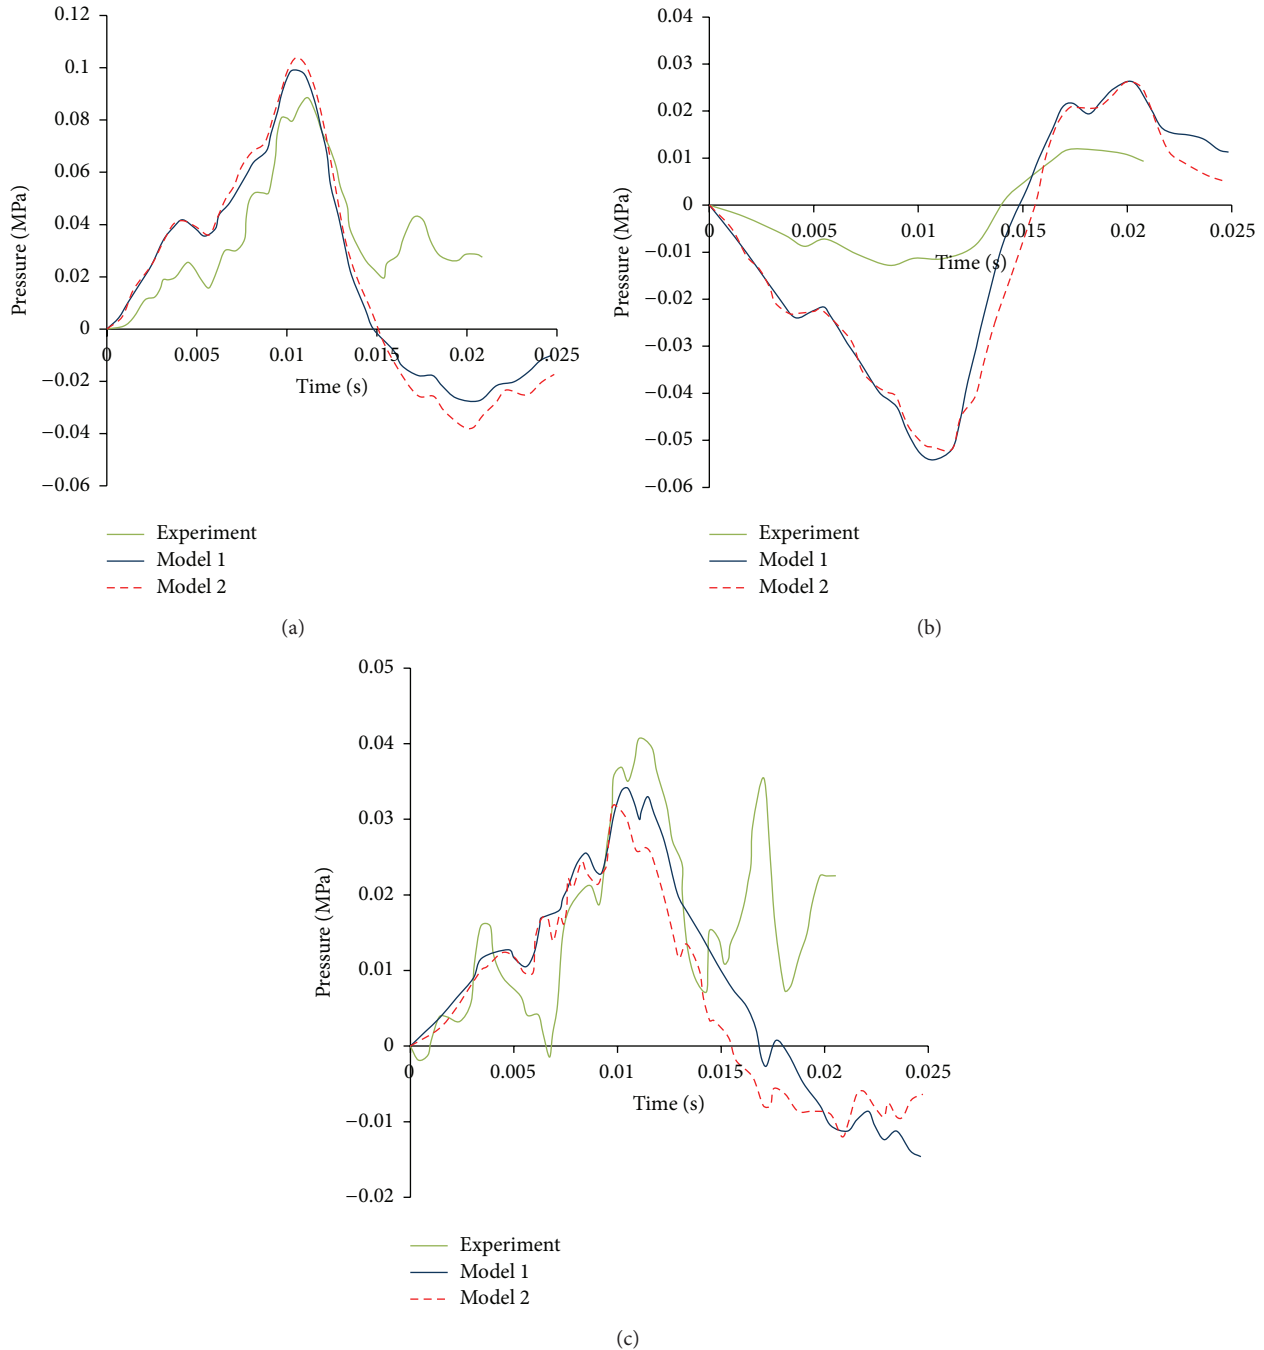 0.12
0.1
0.08
0.06
0.04
0.02
0
−0.02
−0.04
−0.06
Pressure (MPa)
0 0.005 0.01 0.015 0.02 0.025
Time (s)
Experiment
Model 1
Model 2
(a)
0.04
0.03
0.02
0.01
0
−0.01
−0.02
−0.03
−0.04
−0.05
−0.06
Pressure (MPa)
0 0.005 0.01 0.015 0.02 0.025
Time (s)
Experiment
Model 1
Model 2
(b)
0.05
0.04
0.03
0.02
0.01
0
−0.01
−0.02
Pressure (MPa)
0 0.005 0.01 0.015 0.02 0.025
Time (s)
Experiment
Model 1
Model 2
(c)